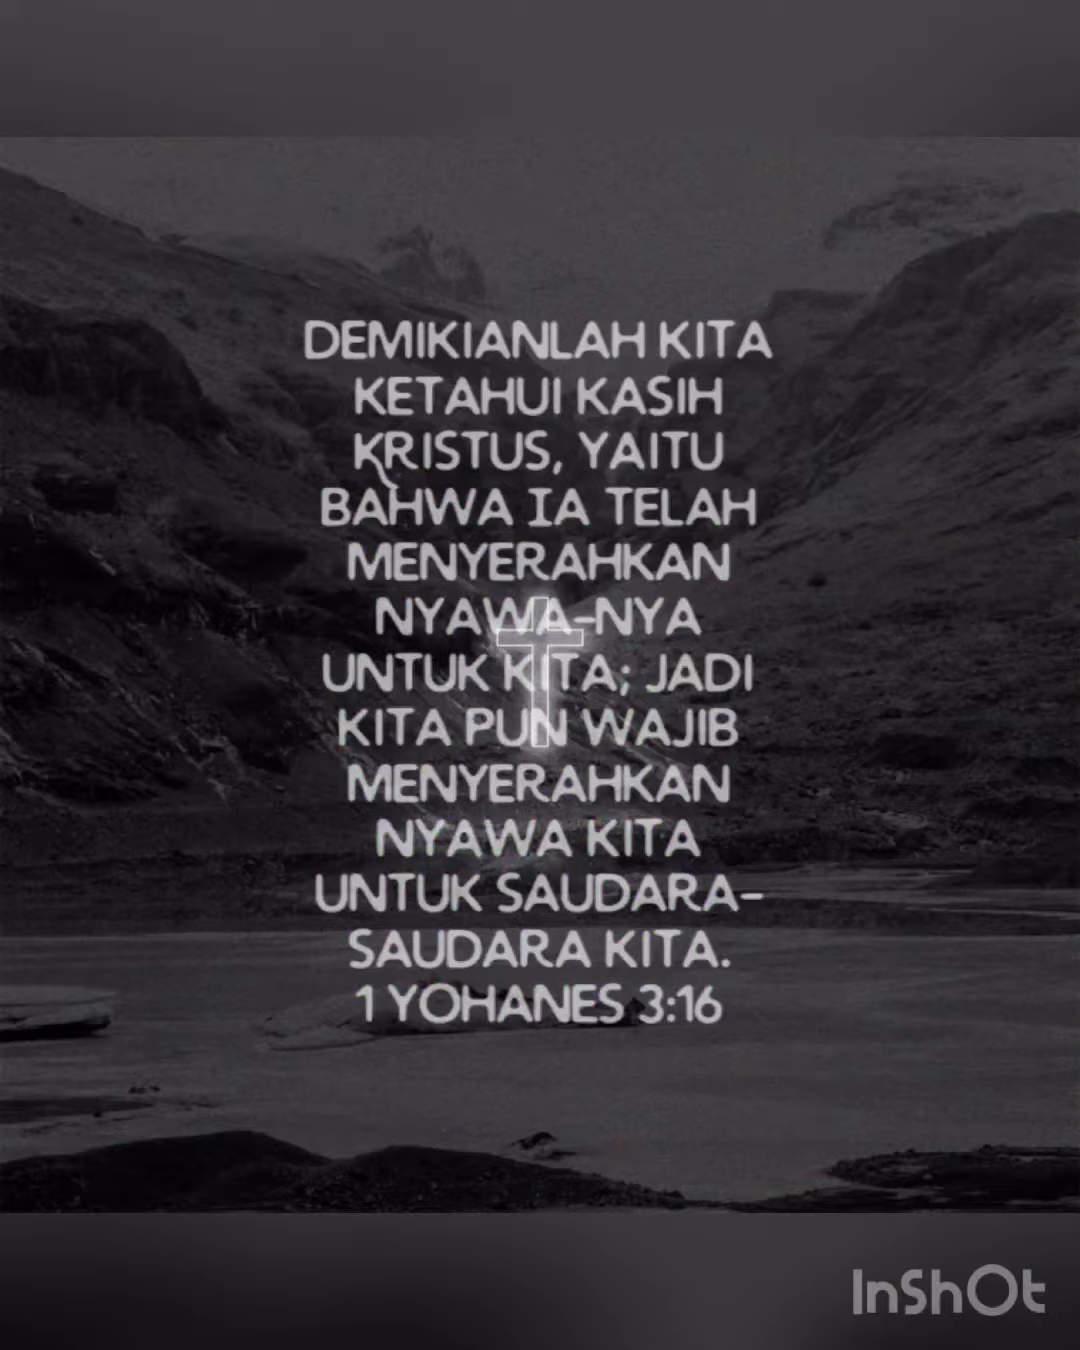 DEMIKIANLAH KITA
KETAHUI KASIH
KRISTUS, YAITU
BAHWA IA TELAH
MENYERAHKAN
NYAWA-NYA
UNTUK KITA; JADI
KITA PUN WAJIB
MENYERAHKAN
NYAWA KITA
UNTUK SAUDARA-
SAUDARA KITA.
1 YOHANES 3:16
InShOt